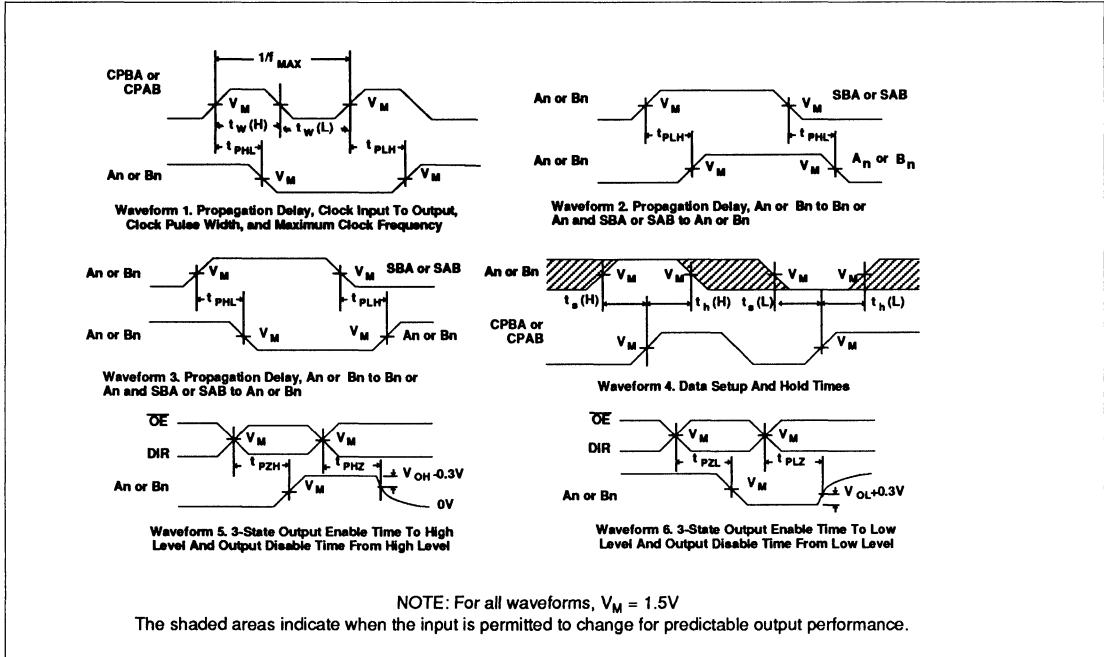 1/f MAX
CPBA or
CPAB
V M
t w (H)
t w (L)
V M
t PHL
t PLH
An or Bn
V M
V M
Waveform 1. Propagation Delay, Clock Input To Output,
Clock Pulse Width, and Maximum Clock Frequency
An or Bn
V M
V M
SBA or SAB
t PLH
t PHL
An or Bn
V M
V M
An or Bn
Waveform 2. Propagation Delay, An or Bn to Bn or
An and SBA or SAB to An or Bn
An or Bn
V M
V M
SBA or SAB
t PHL
t PLH
An or Bn
V M
V M
An or Bn
Waveform 3. Propagation Delay, An or Bn to Bn or
An and SBA or SAB to An or Bn
An or Bn
V M
V M
V M
V M
t s (H)
t h (H)
t s (L)
t h (L)
CPBA or
CPAB
V M
V M
Waveform 4. Data Setup And Hold Times
OE
DIR
V M
V M
t PZH
t PHZ
V OH -0.3V
An or Bn
V M
0V
Waveform 5. 3-State Output Enable Time To High
Level And Output Disable Time From High Level
OE
DIR
V M
V M
t PZL
t PLZ
An or Bn
V M
V OL +0.3V
Waveform 6. 3-State Output Enable Time To Low
Level And Output Disable Time From Low Level
NOTE: For all waveforms, VM = 1.5V
The shaded areas indicate when the input is permitted to change for predictable output performance.